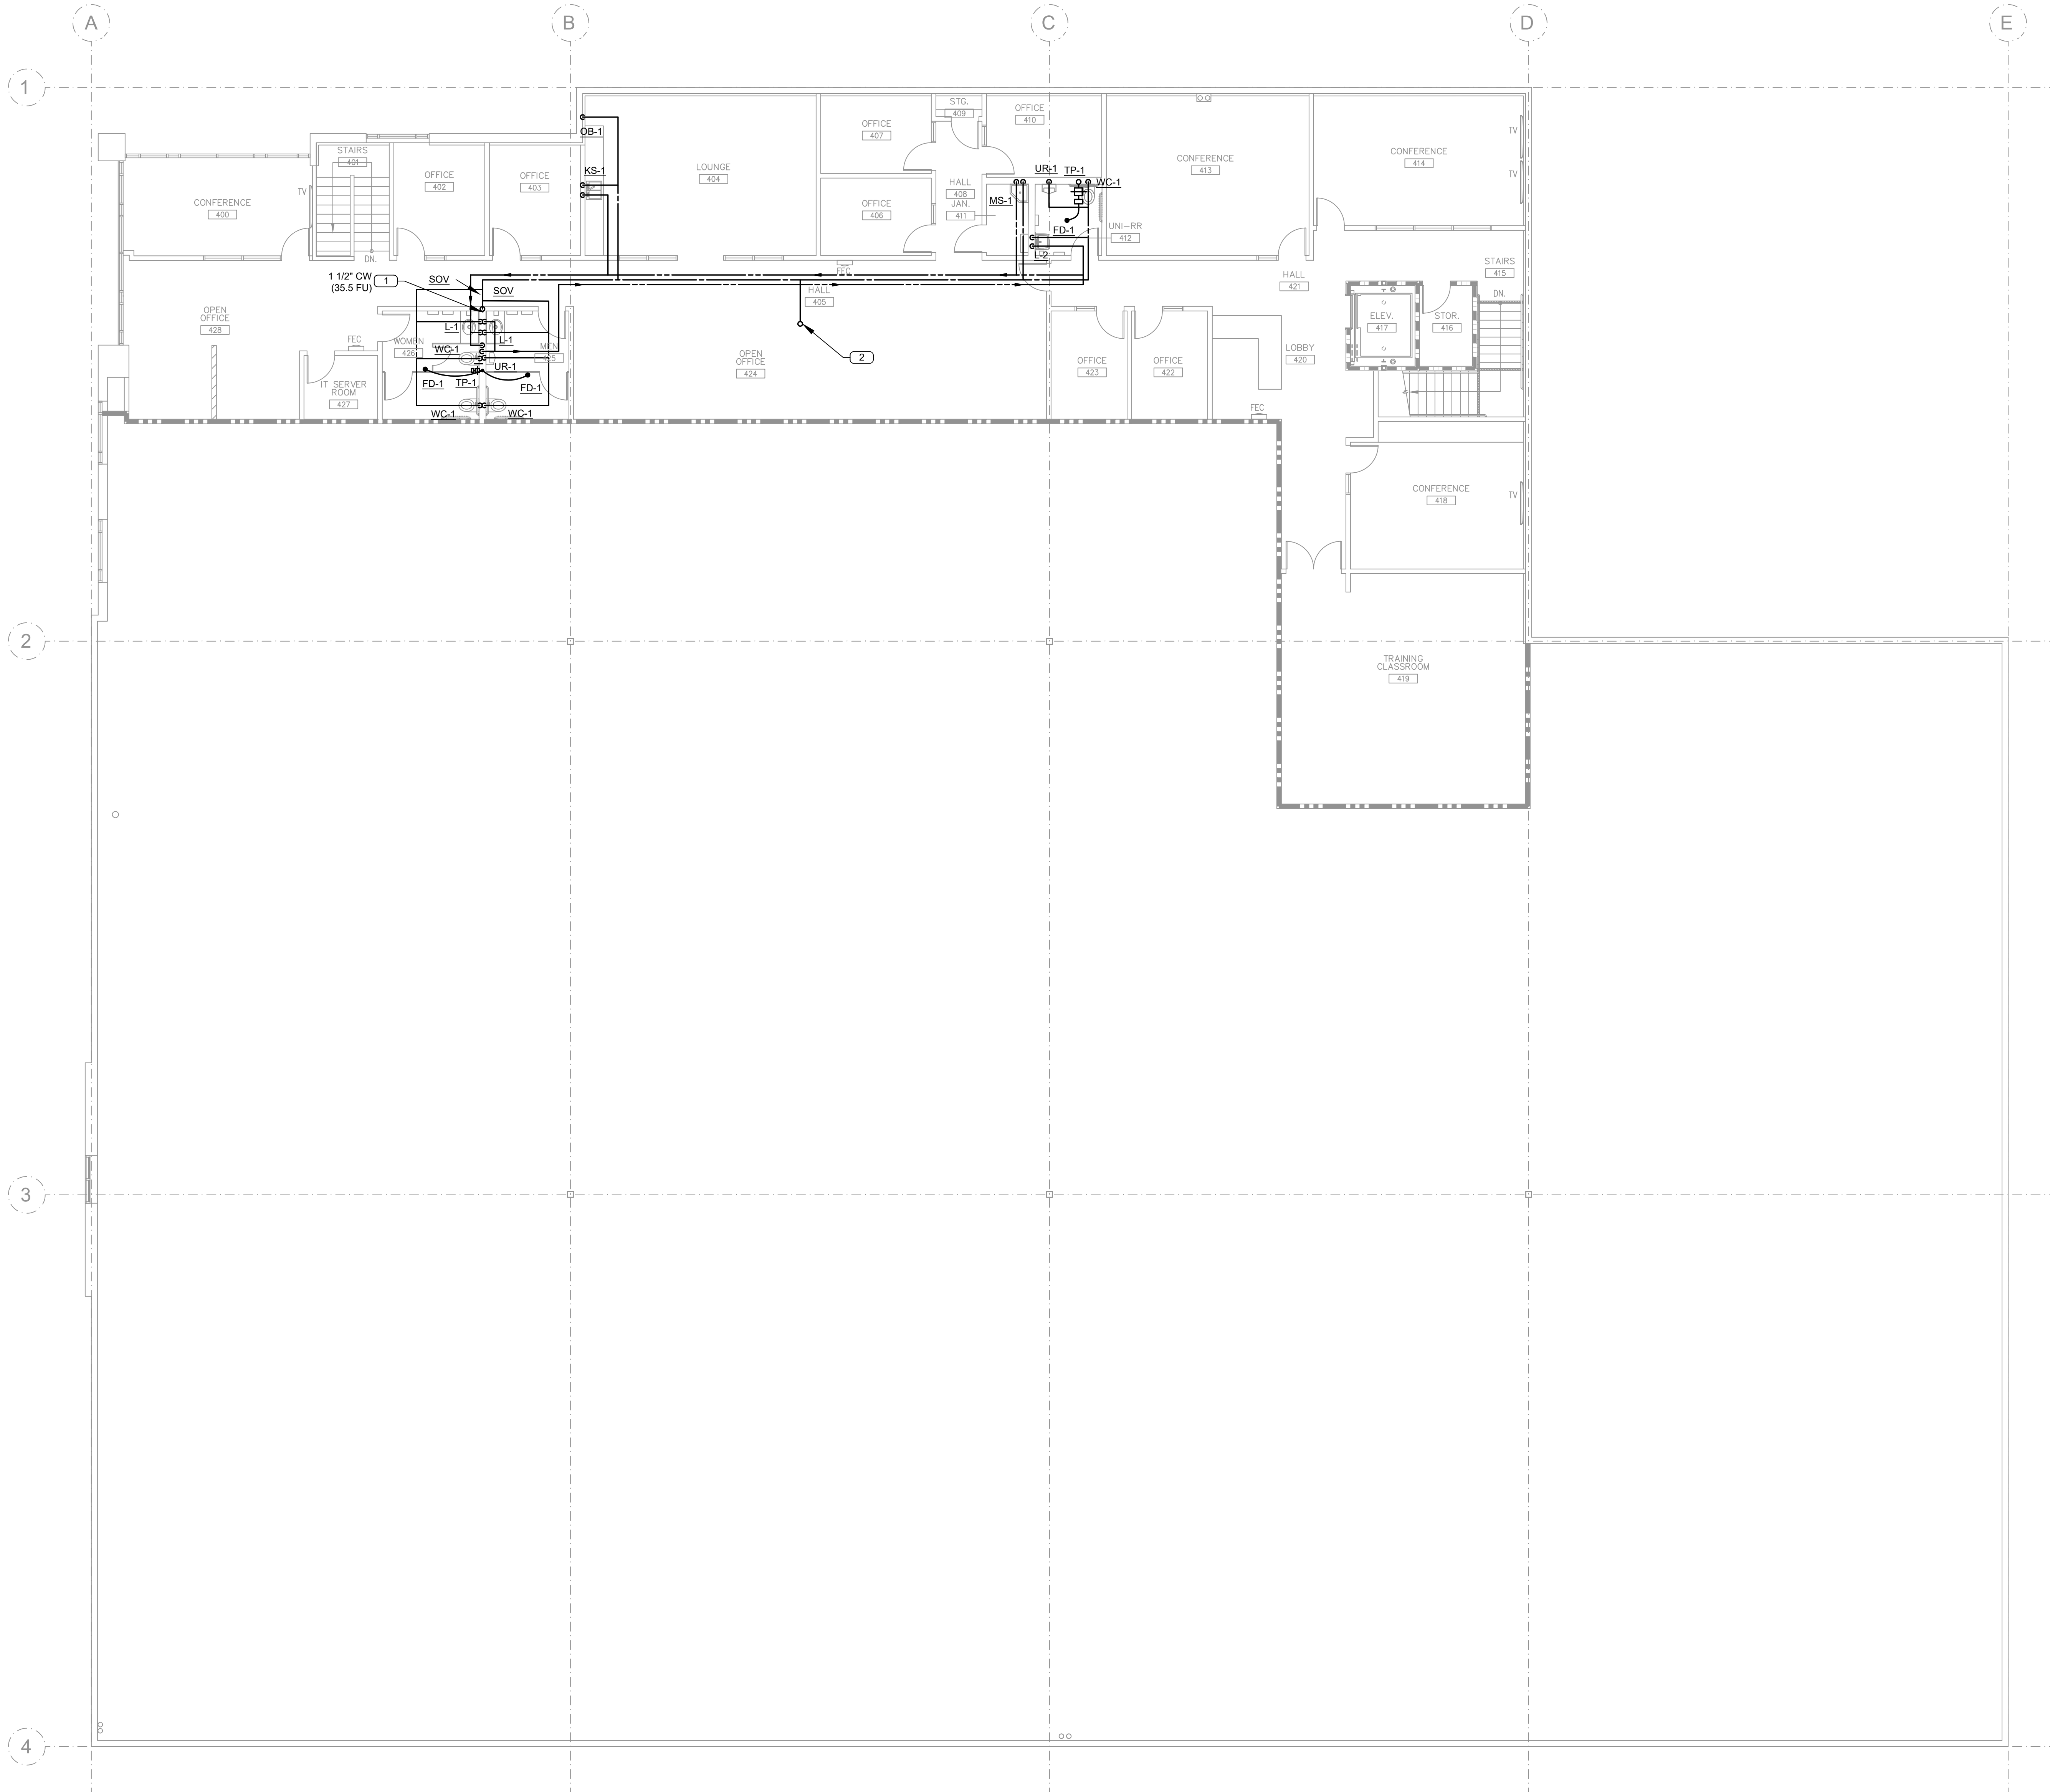 A
B
C
D
E
1
2
3
4
STAIRS
401
TV
CONFERENCE
400
OFFICE
402
OFFICE
403
DN.
OB-1
KS-1
LOUNGE
404
OFFICE
407
STG.
409
OFFICE
410
OFFICE
406
HALL
408
JAN.
411
MS-1
UR-1
TP-1
WC-1
FD-1
L-2
UNI-RR
412
CONFERENCE
413
CONFERENCE
414
TV
TV
STAIRS
415
DN.
HALL
421
FEC
HALL
405
1 1/2" CW
(35.5 FU)
1
SOV
SOV
OPEN
OFFICE
428
FEC
IT SERVER
ROOM
427
WOMEN
426
MEN
425
L-1
L-1
WC-1
UR-1
FD-1
TP-1
FD-1
WC-1
WC-1
OPEN
OFFICE
424
2
OFFICE
423
OFFICE
422
LOBBY
420
FEC
ELEV.
417
STOR.
416
CONFERENCE
418
TV
TRAINING
CLASSROOM
419